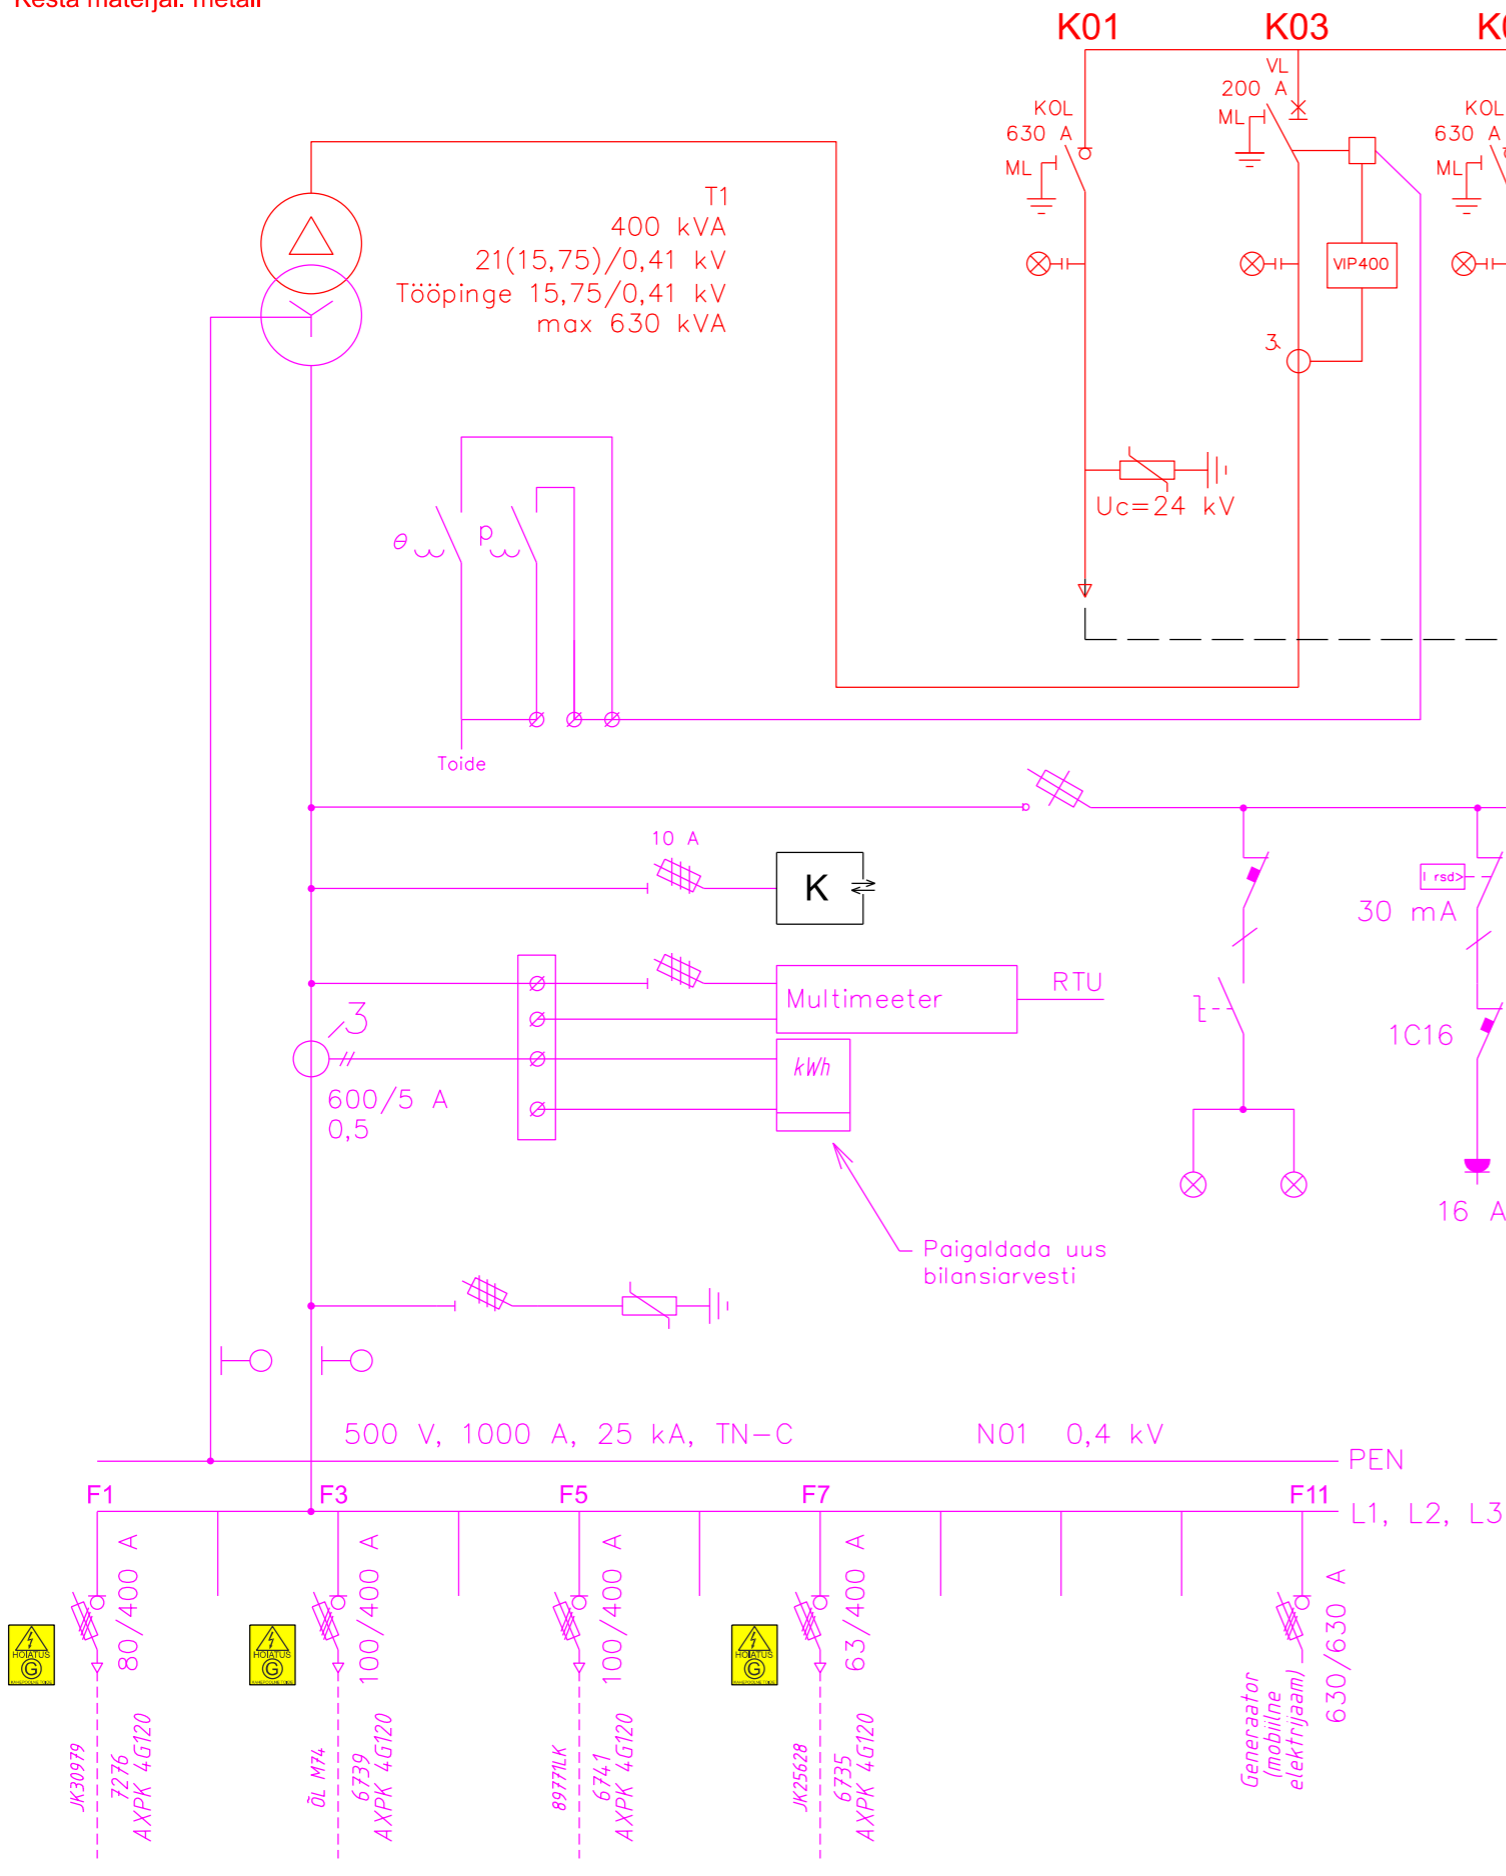 Kesta materjal: metall
K01
K03
VL
200 A
ML
KOL
630 A
ML
KOL
630 A
ML
T1
400 kVA
21(15,75)/0,41 kV
Tööpinge 15,75/0,41 kV
max 630 kVA
VIP400
3
Uc=24 kV
θ
p
Toide
10 A
K
I rsd>
30 mA
Multimeeter
RTU
3
1C16
kWh
600/5 A
0,5
16 A
Paigaldada uus
bilansiarvesti
500 V, 1000 A, 25 kA, TN-C
N01 0,4 kV
PEN
F1
F3
F5
F7
F11
L1, L2, L3
80/400 A
100/400 A
100/400 A
63/400 A
630/630 A
HOIATUS
G
HOIATUS
G
HOIATUS
G
JK30979
7276
AXPK 4G120
ÕL M74
6739
AXPK 4G120
89771LK
6741
AXPK 4G120
JK25628
6735
AXPK 4G120
Generaator
(mobiilne
elektrijaam)